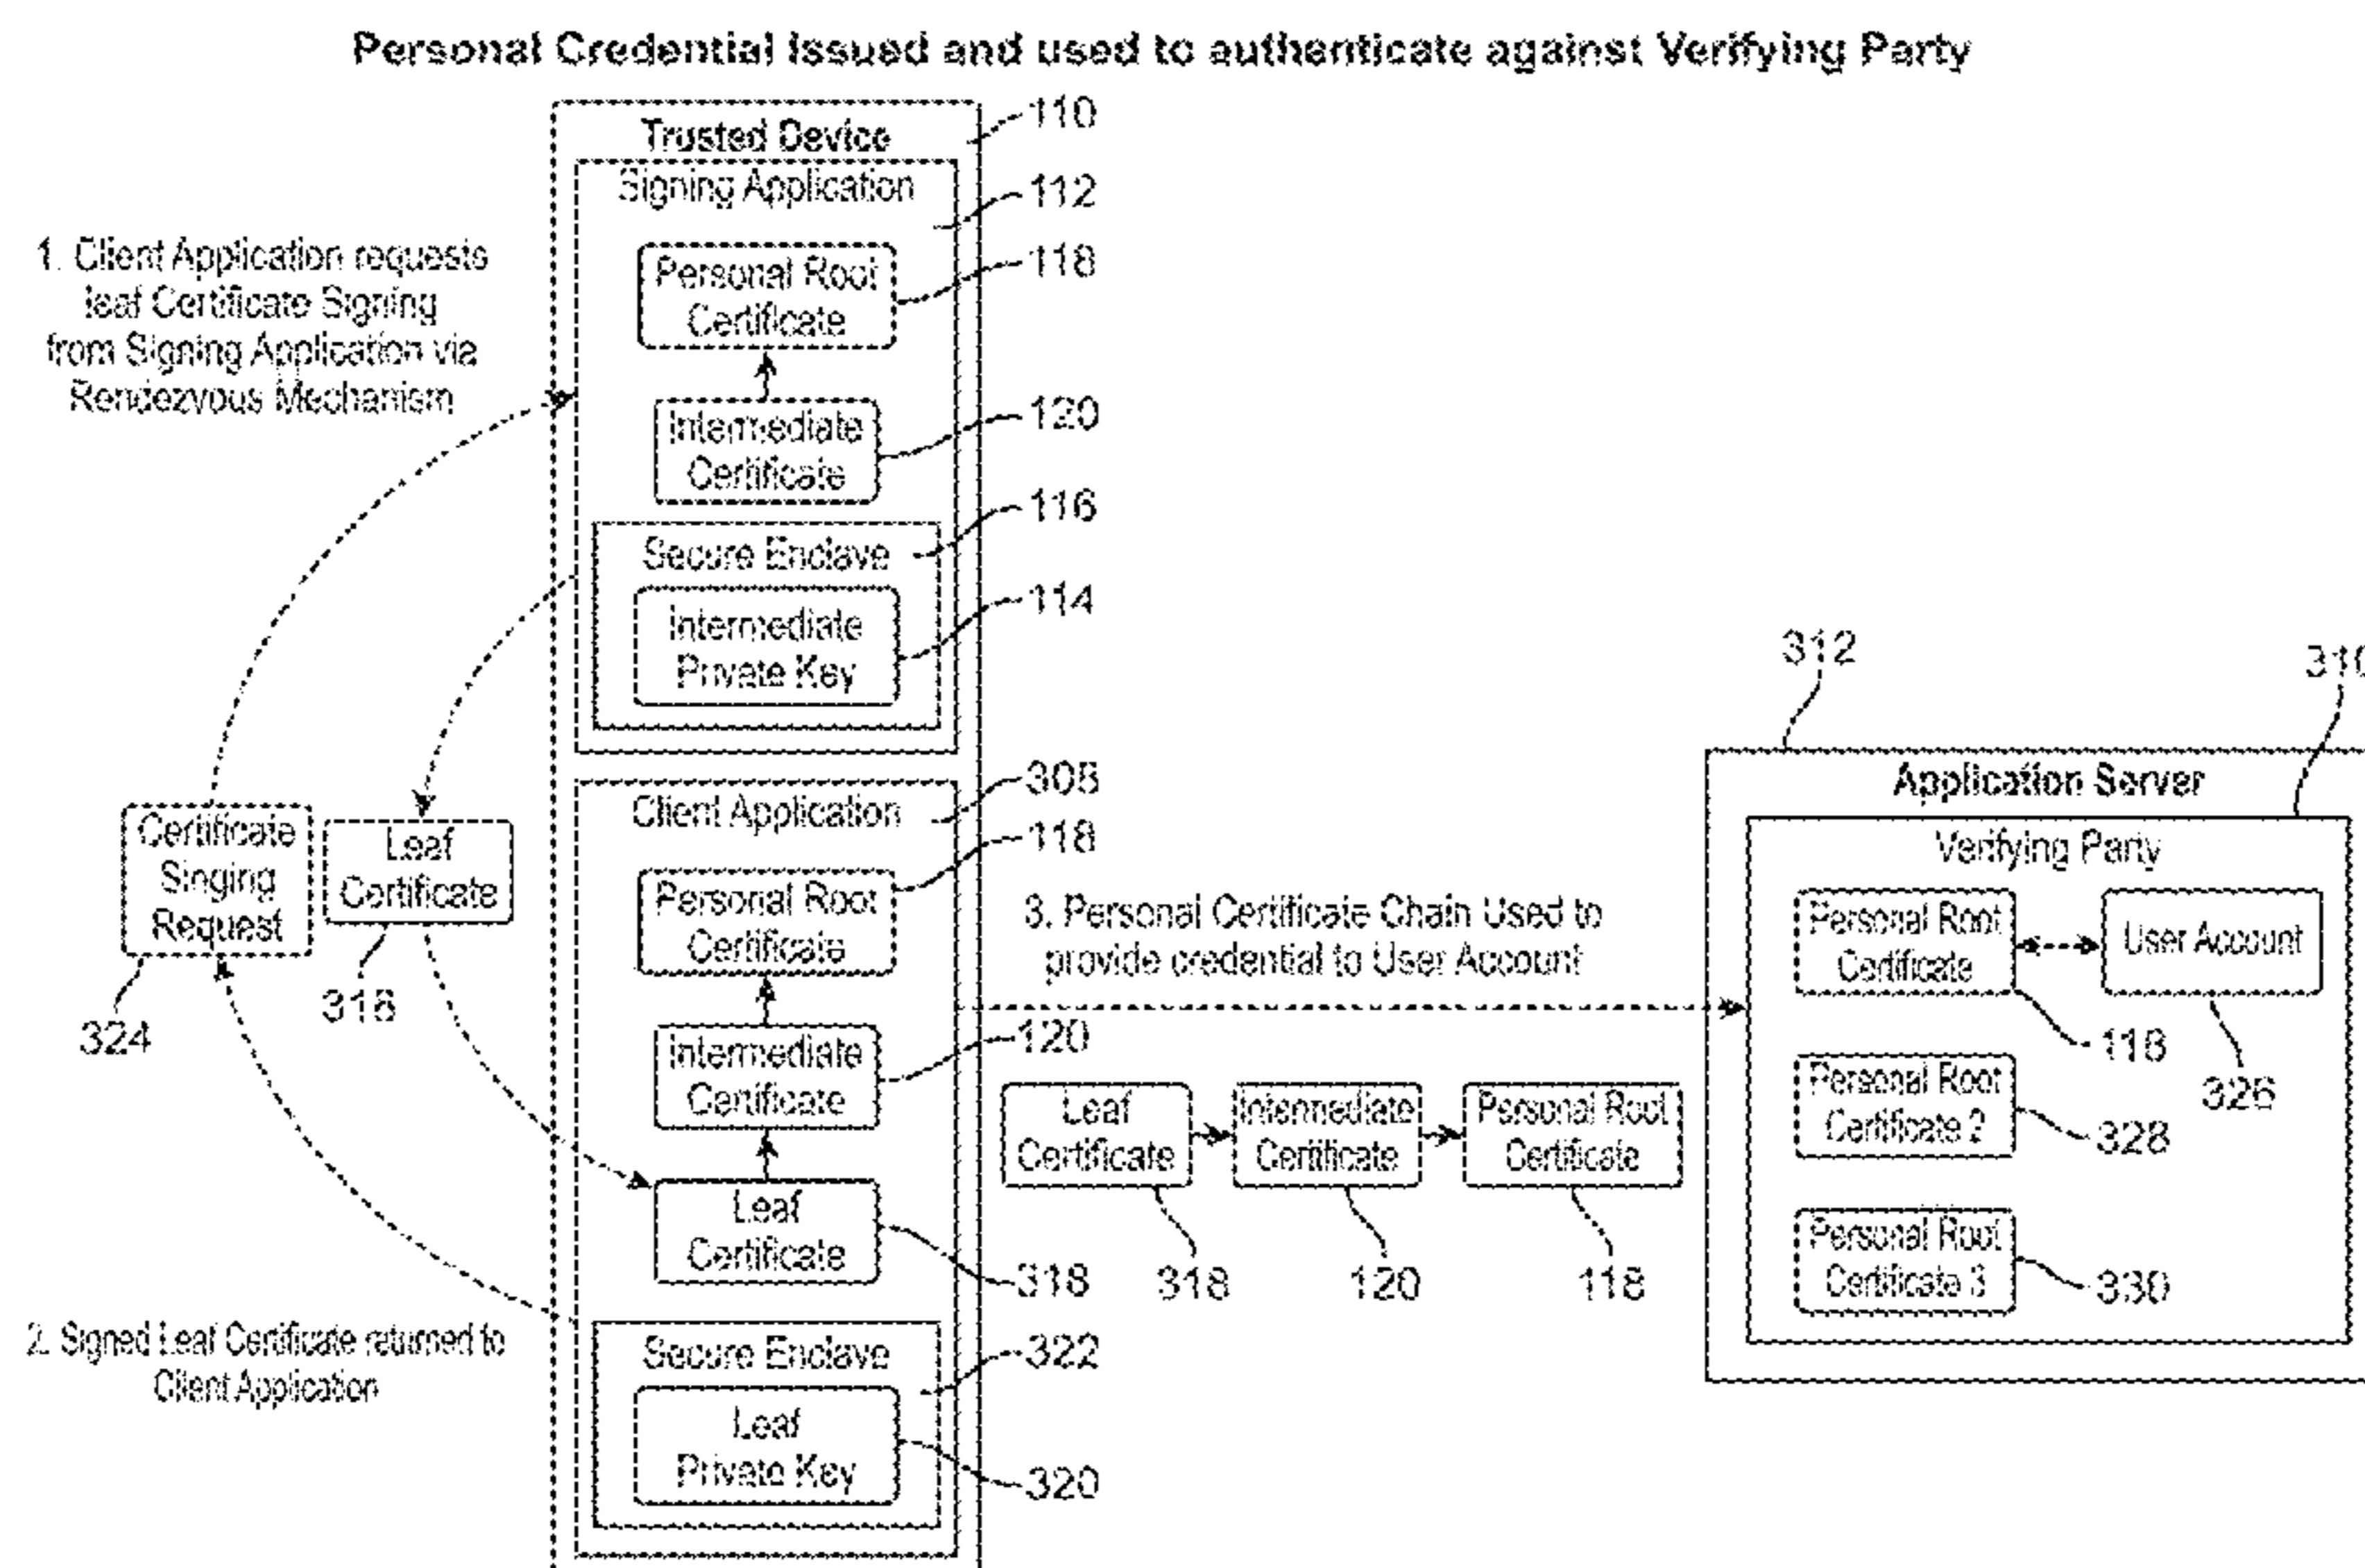 Personal Credential Issued and used to authenticate against Verifying Party
Trusted Device
110
Signing Application
112
Personal Root
Certificate
118
Intermediate
Certificate
120
Secure Enclave
116
Intermediate
Private Key
114
1. Client Application requests
leaf Certificate Signing
from Signing Application via
Rendezvous Mechanism
Certificate
Singing
Request
324
Leaf
Certificate
318
2. Signed Leaf Certificate returned to
Client Application
Client Application
308
Personal Root
Certificate
118
Intermediate
Certificate
120
Leaf
Certificate
318
Secure Enclave
322
Leaf
Private Key
320
3. Personal Certificate Chain Used to
provide credential to User Account
Leaf
Certificate
318
Intermediate
Certificate
120
Personal Root
Certificate
118
312
310
Application Server
Verifying Party
Personal Root
Certificate
118
User Account
326
Personal Root
Certificate 2
328
Personal Root
Certificate 3
330